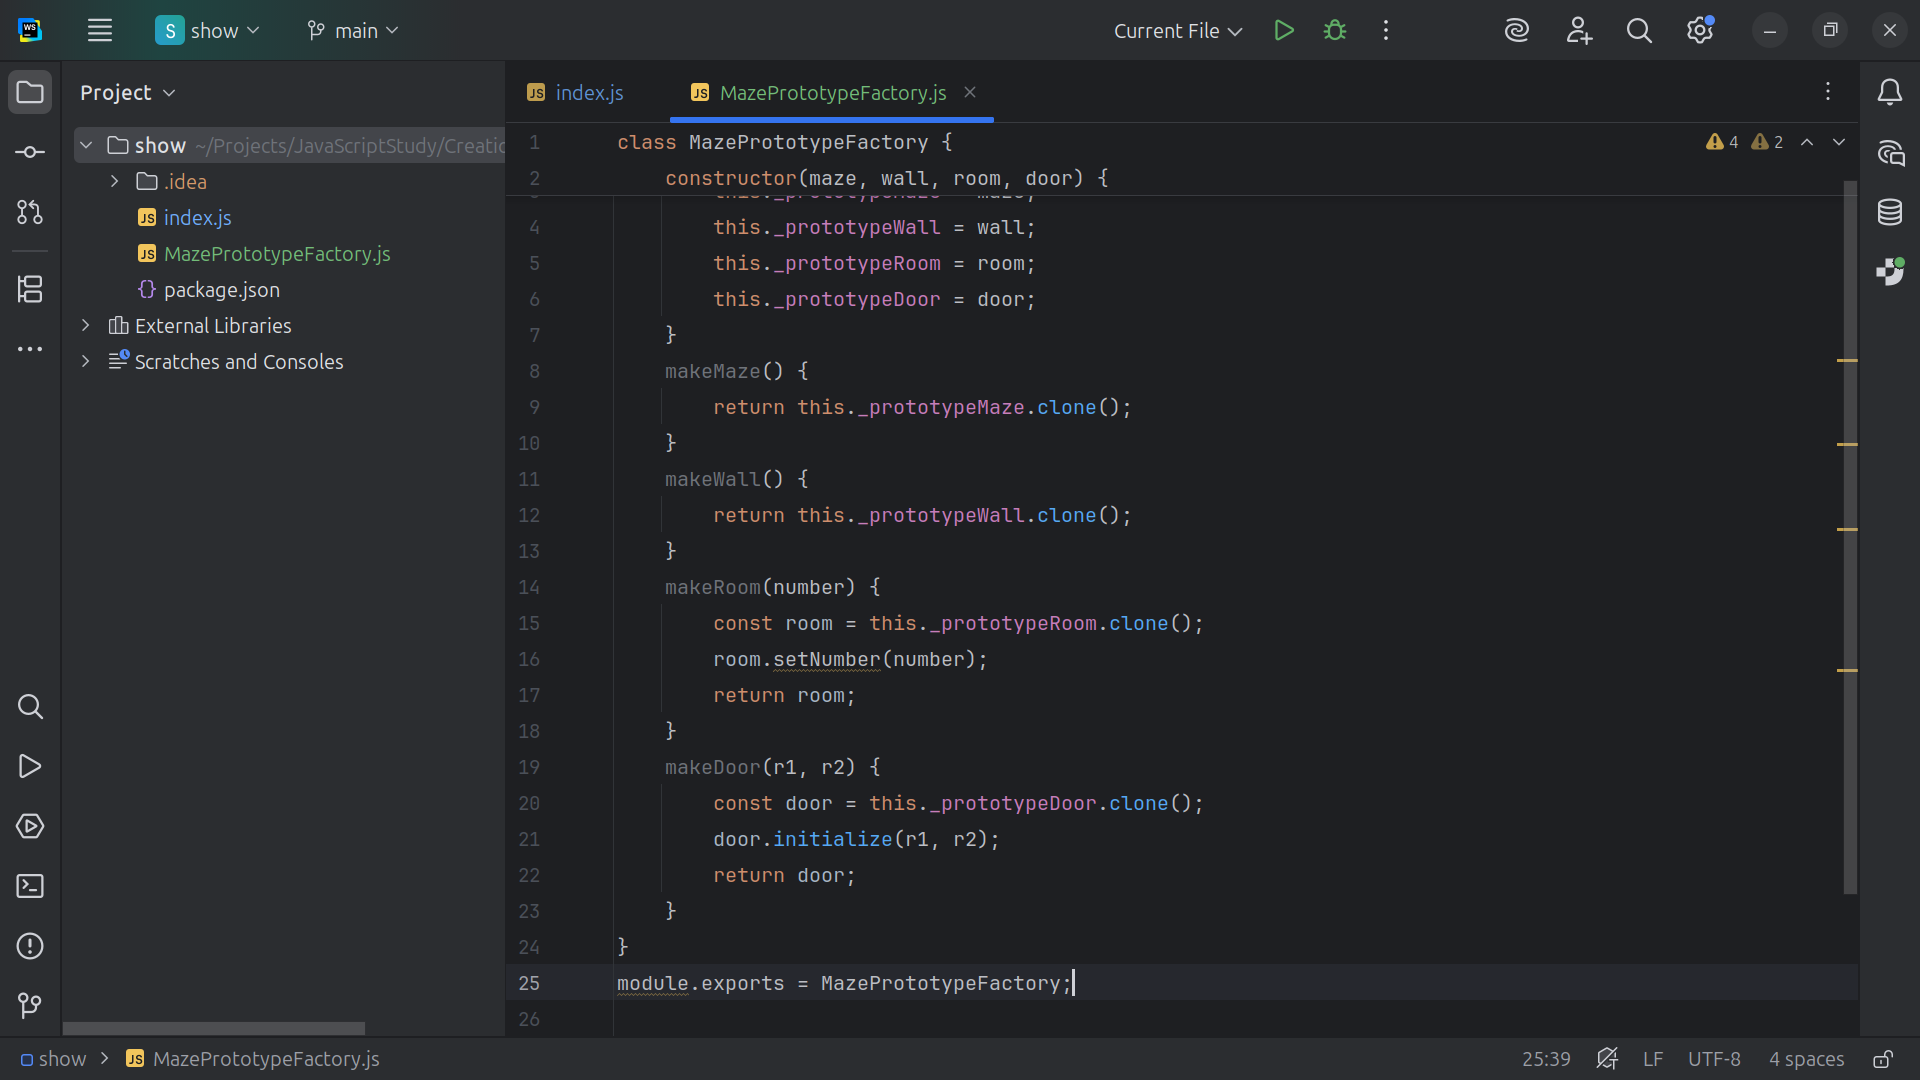 S show main Current File
Project
index.js MazePrototypeFactory.js
show ~/Projects/JavaScriptStudy/Creatio
.idea
index.js
MazePrototypeFactory.js
package.json
External Libraries
Scratches and Consoles
4 2
1 class MazePrototypeFactory {
2 constructor(maze, wall, room, door) {
4 this._prototypeWall = wall;
5 this._prototypeRoom = room;
6 this._prototypeDoor = door;
7 }
8 makeMaze() {
9 return this._prototypeMaze.clone();
10 }
11 makeWall() {
12 return this._prototypeWall.clone();
13 }
14 makeRoom(number) {
15 const room = this._prototypeRoom.clone();
16 room.setNumber(number);
17 return room;
18 }
19 makeDoor(r1, r2) {
20 const door = this._prototypeDoor.clone();
21 door.initialize(r1, r2);
22 return door;
23 }
24 }
25 module.exports = MazePrototypeFactory;
26
show MazePrototypeFactory.js 25:39 LF UTF-8 4 spaces